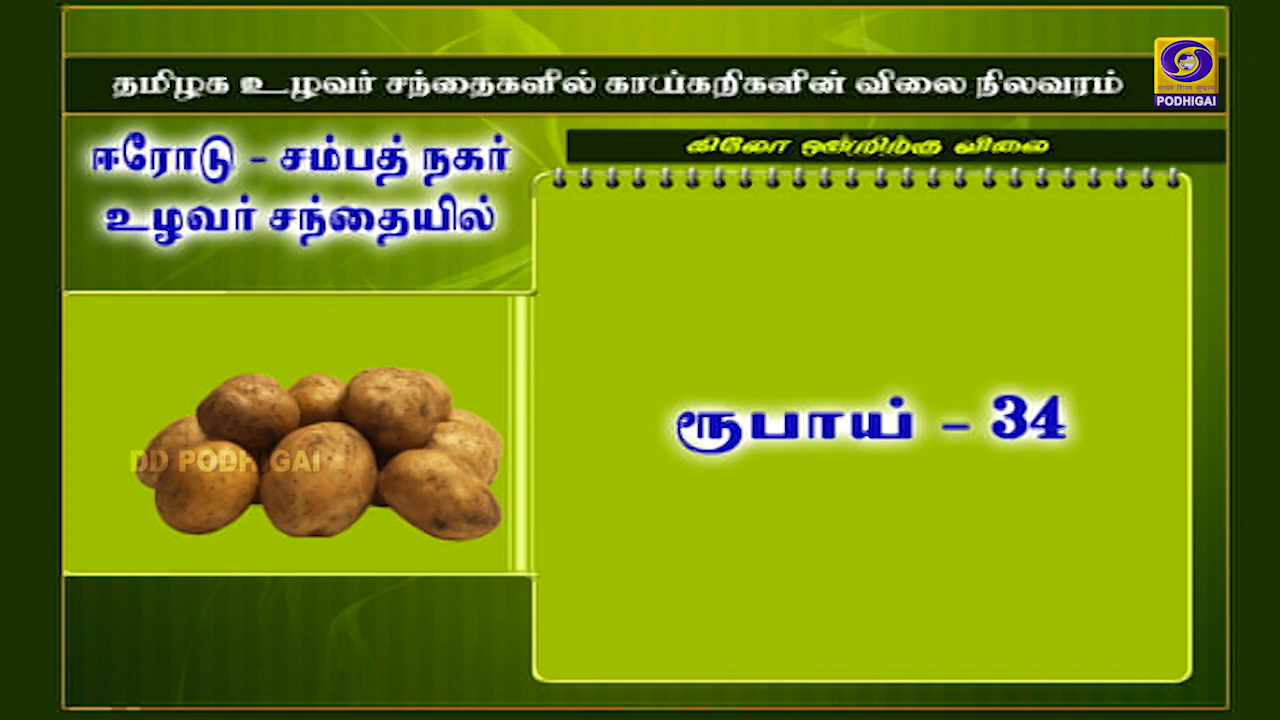 தமிழக உழவர் சந்தைகளில் காய்கறிகளின் விலை நிலவரம்
PODHIGAI
ஈரோடு - சம்பத் நகர்
உழவர் சந்தையில்
கிலோ ஒன்றிற்கு விலை
ரூபாய் - 34
DD PODHIGAI